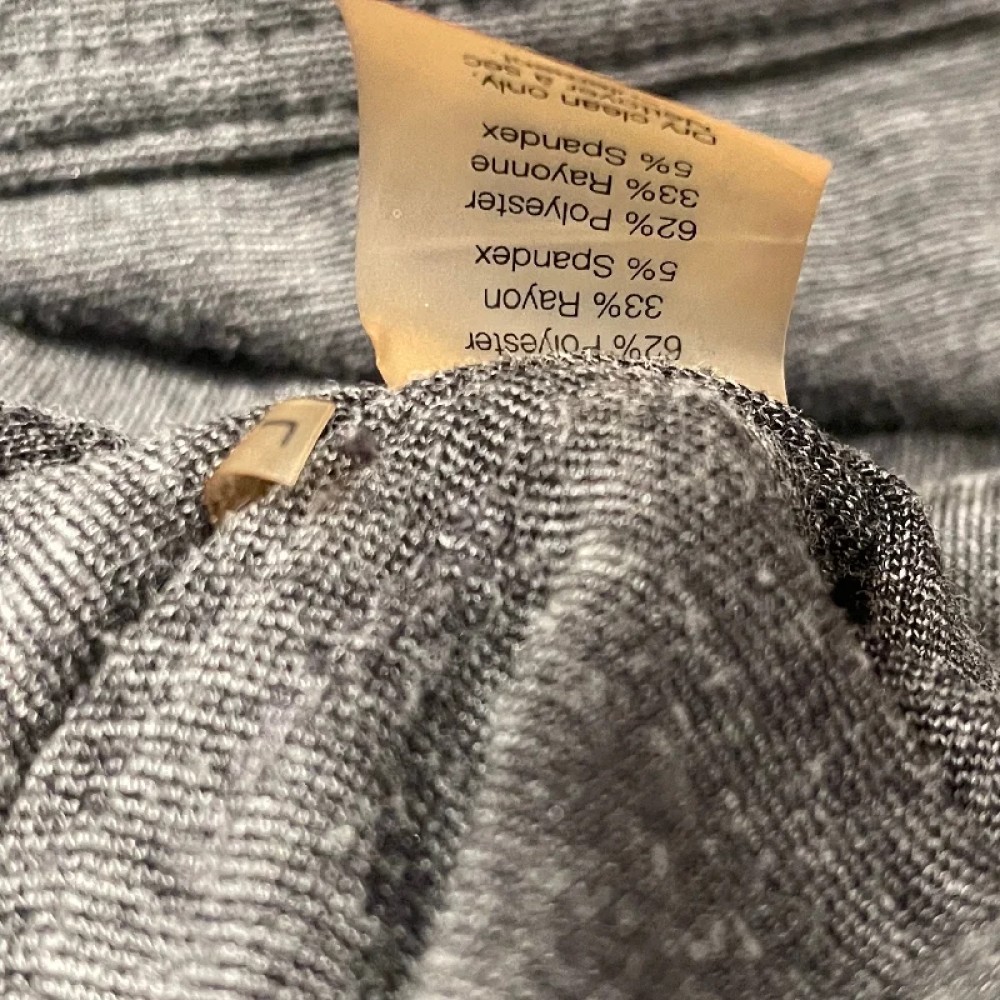 62% Polyester
33% Rayon
5% Spandex
62% Polyester
33% Rayonne
5% Spandex
Dry clean only.
L